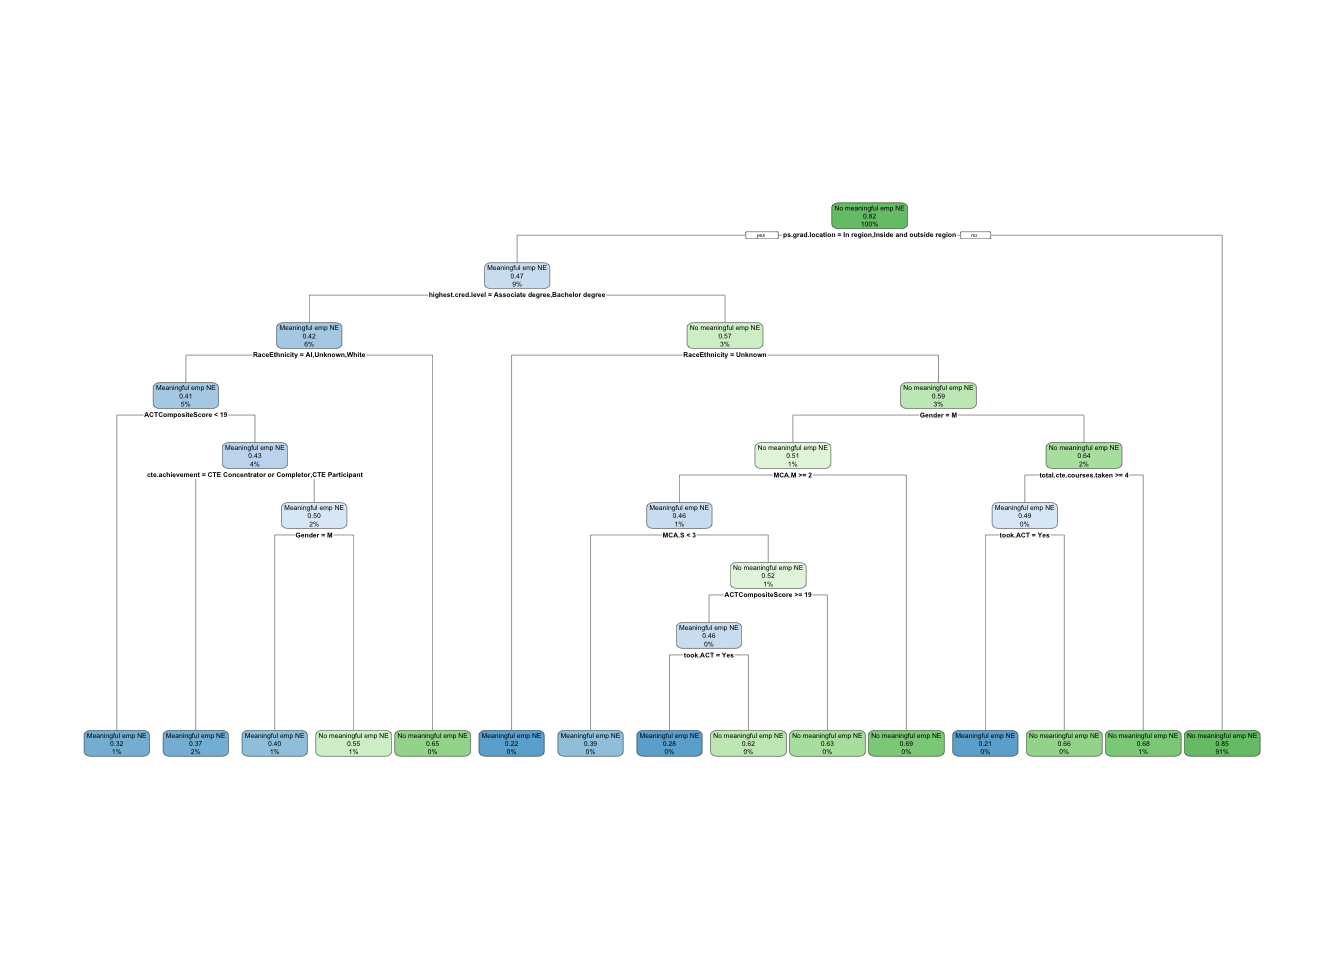 No meaningful emp NE
0.82
100%
yes
ps.grad.location = In region,Inside and outside region
no
Meaningful emp NE
0.47
9%
highest.cred.level = Associate degree,Bachelor degree
Meaningful emp NE
0.42
6%
No meaningful emp NE
0.57
3%
RaceEthnicity = AI,Unknown,White
RaceEthnicity = Unknown
Meaningful emp NE
0.41
5%
No meaningful emp NE
0.59
3%
ACTCompositeScore < 19
Gender = M
Meaningful emp NE
0.43
4%
No meaningful emp NE
0.51
1%
No meaningful emp NE
0.64
2%
cte.achievement = CTE Concentrator or Completor,CTE Participant
MCA.M >= 2
total.cte.courses.taken >= 4
Meaningful emp NE
0.50
2%
Meaningful emp NE
0.46
1%
Meaningful emp NE
0.49
0%
Gender = M
MCA.S < 3
took.ACT = Yes
No meaningful emp NE
0.52
1%
ACTCompositeScore >= 19
Meaningful emp NE
0.46
0%
took.ACT = Yes
Meaningful emp NE
0.32
1%
Meaningful emp NE
0.37
2%
Meaningful emp NE
0.40
1%
No meaningful emp NE
0.55
1%
No meaningful emp NE
0.65
0%
Meaningful emp NE
0.22
0%
Meaningful emp NE
0.39
0%
Meaningful emp NE
0.28
0%
No meaningful emp NE
0.62
0%
No meaningful emp NE
0.63
0%
No meaningful emp NE
0.69
0%
Meaningful emp NE
0.21
0%
No meaningful emp NE
0.66
0%
No meaningful emp NE
0.68
1%
No meaningful emp NE
0.85
91%